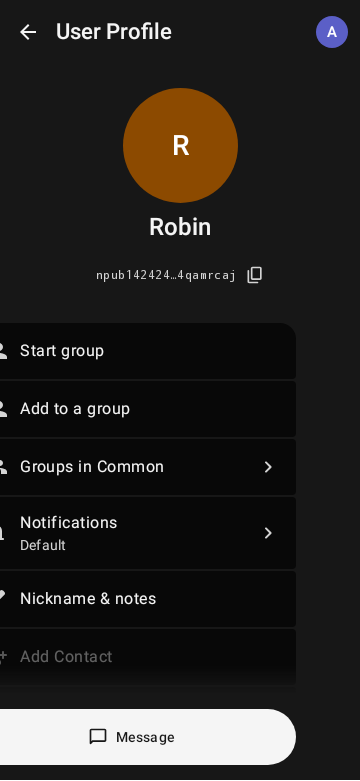 User Profile
A
R
Robin
npub142424…4qamrcaj
Start group
Add to a group
Groups in Common
Notifications
Default
Nickname & notes
Add Contact
Message